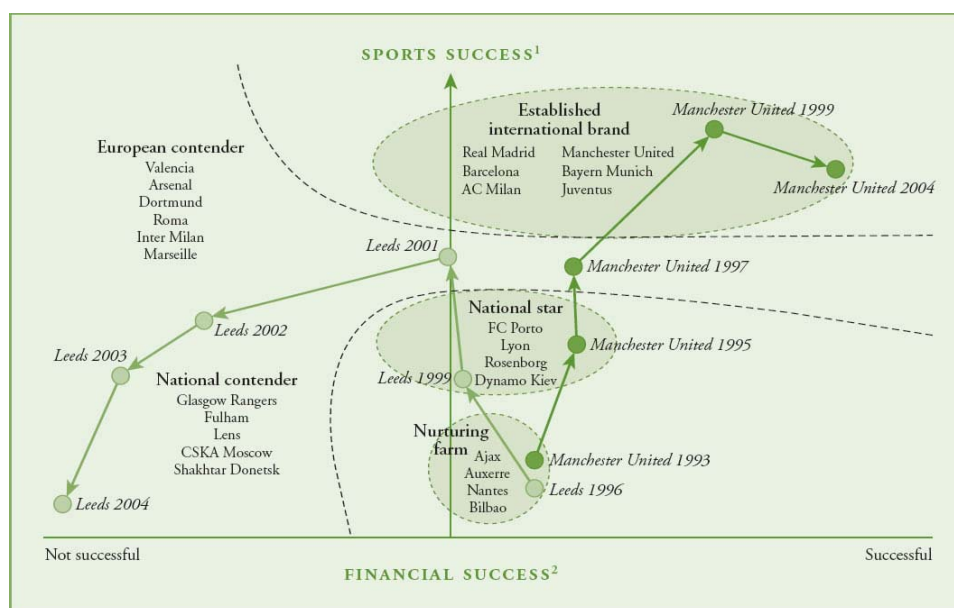 SPORTS SUCCESS¹
Established
international brand
Real Madrid
Barcelona
AC Milan
Manchester United
Bayern Munich
Juventus
Manchester United 1999
Manchester United 2004
European contender
Valencia
Arsenal
Dortmund
Roma
Inter Milan
Marseille
Leeds 2001
Manchester United 1997
Leeds 2002
National star
FC Porto
Lyon
Rosenborg
Dynamo Kiev
Manchester United 1995
Leeds 2003
Leeds 1999
National contender
Glasgow Rangers
Fulham
Lens
CSKA Moscow
Shakhtar Donetsk
Nurturing
farm
Ajax
Auxerre
Nantes
Bilbao
Manchester United 1993
Leeds 1996
Leeds 2004
Not successful
Successful
FINANCIAL SUCCESS²